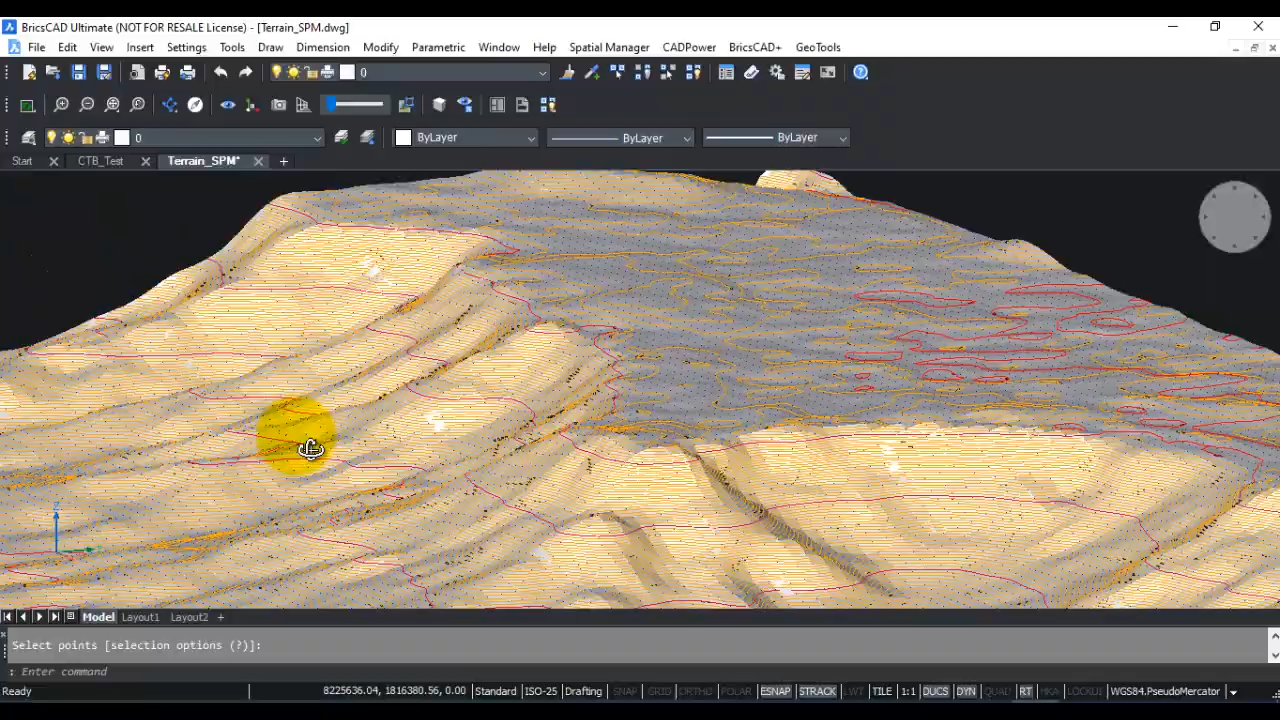 BricsCAD Ultimate (NOT FOR RESALE License) - [Terrain_SPM.dwg]
File Edit View Insert Settings Tools Draw Dimension Modify Parametric Window Help Spatial Manager CADPower BricsCAD+ GeoTools
0
0 ByLayer ByLayer ByLayer
Start CTB_Test Terrain_SPM*
Model Layout1 Layout2 +
Select points [selection options (?)]:
: Enter command
Ready 8225636.04, 1816380.56, 0.00 Standard ISO-25 Drafting SNAP GRID ORTHO POLAR ESNAP STRACK LWT TILE 1:1 DUCS DYN QUAD RT HKA LOCKUI WGS84.PseudoMercator